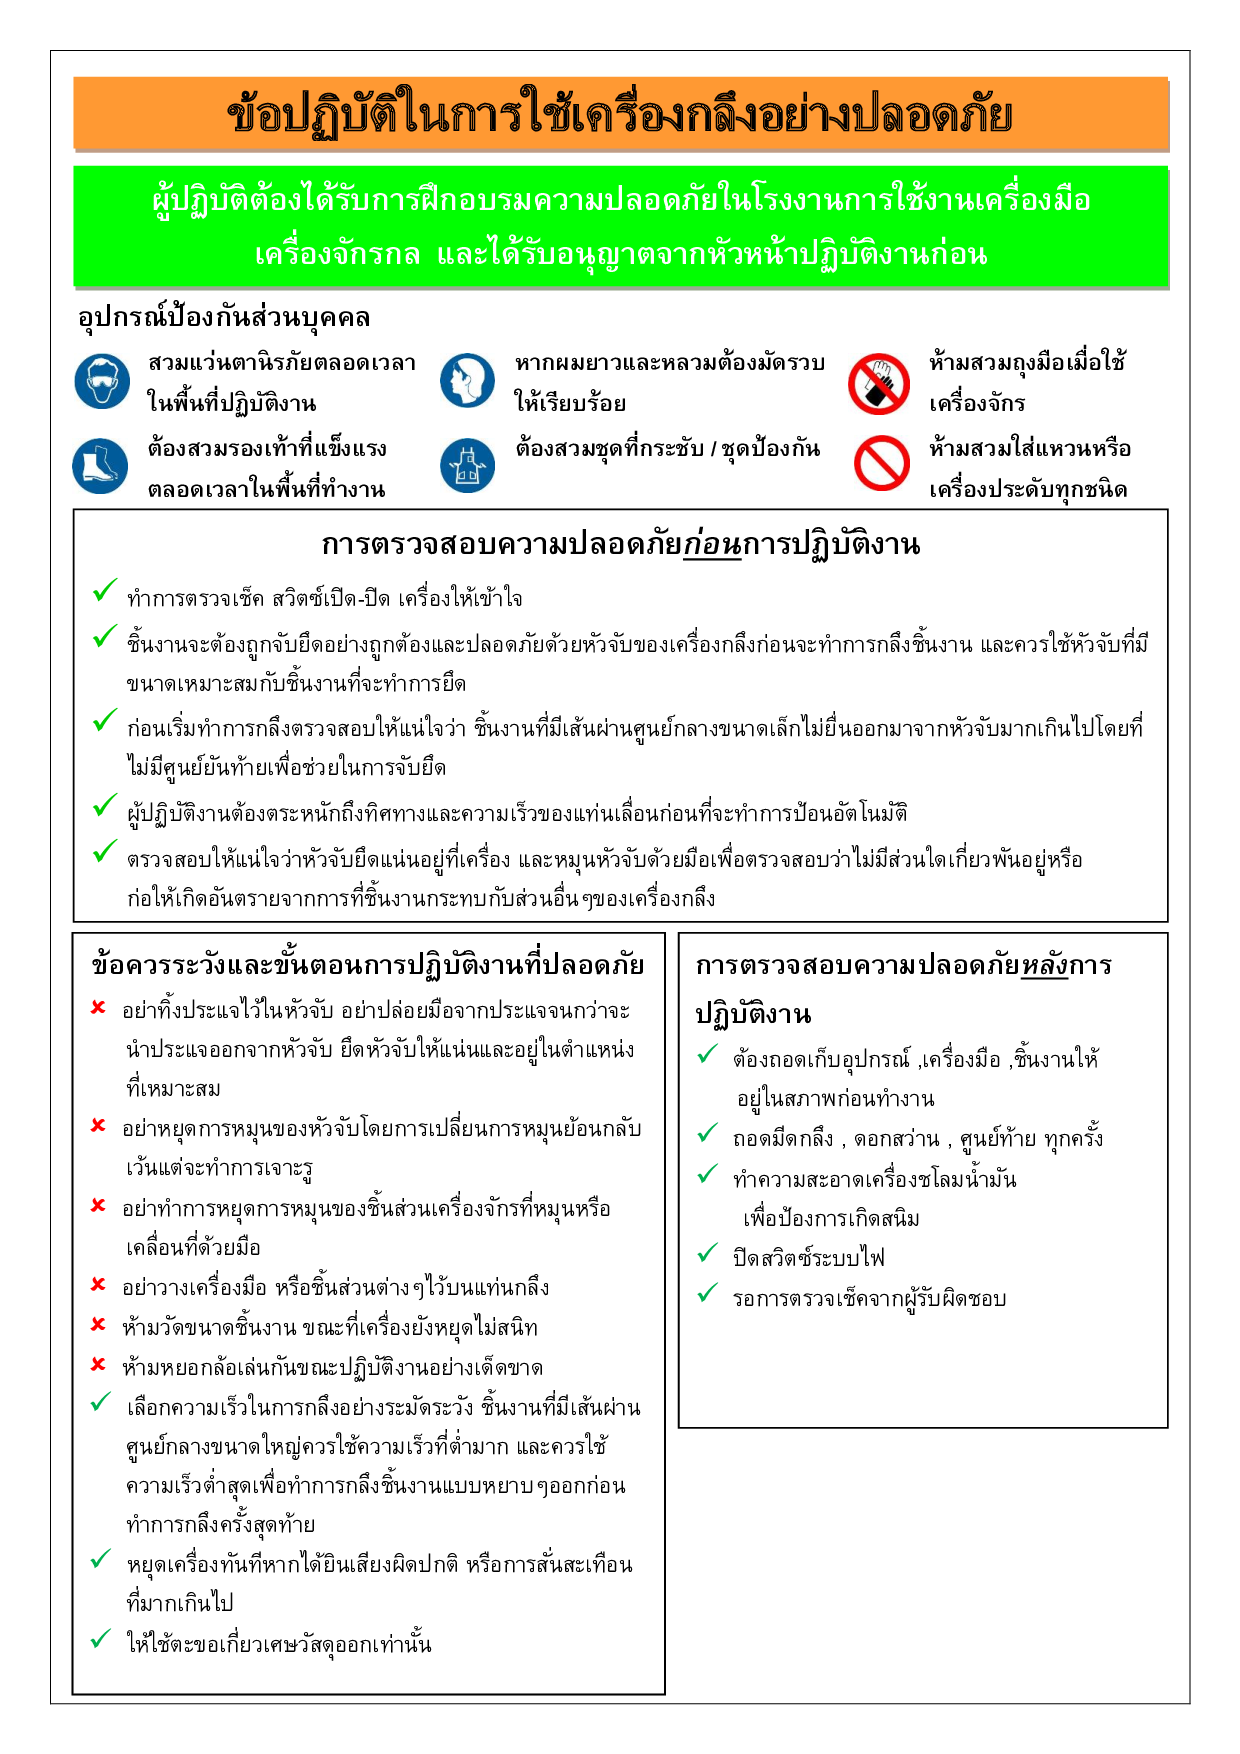 ข้อปฏิบัติในการใช้เครื่องกลึงอย่างปลอดภัย
ผู้ปฏิบัติต้องได้รับการฝึกอบรมความปลอดภัยในโรงงานการใช้งานเครื่องมือ
เครื่องจักรกล และได้รับอนุญาตจากหัวหน้าปฏิบัติงานก่อน
อุปกรณ์ป้องกันส่วนบุคคล
สวมแว่นตานิรภัยตลอดเวลา
ในพื้นที่ปฏิบัติงาน
หากผมยาวและหลวมต้องมัดรวบ
ให้เรียบร้อย
ห้ามสวมถุงมือเมื่อใช้
เครื่องจักร
ต้องสวมรองเท้าที่แข็งแรง
ตลอดเวลาในพื้นที่ทำงาน
ต้องสวมชุดที่กระชับ / ชุดป้องกัน
ห้ามสวมใส่แหวนหรือ
เครื่องประดับทุกชนิด
การตรวจสอบความปลอดภัยก่อนการปฏิบัติงาน
✓ ทำการตรวจเช็ค สวิตซ์เปิด-ปิด เครื่องให้เข้าใจ
✓ ชิ้นงานจะต้องถูกจับยึดอย่างถูกต้องและปลอดภัยด้วยหัวจับของเครื่องกลึงก่อนจะทำการกลึงชิ้นงาน และควรใช้หัวจับที่มี
ขนาดเหมาะสมกับชิ้นงานที่จะทำการยึด
✓ ก่อนเริ่มทำการกลึงตรวจสอบให้แน่ใจว่า ชิ้นงานที่มีเส้นผ่านศูนย์กลางขนาดเล็กไม่ยื่นออกมาจากหัวจับมากเกินไปโดยที่
ไม่มีศูนย์ยันท้ายเพื่อช่วยในการจับยึด
✓ ผู้ปฏิบัติงานต้องตระหนักถึงทิศทางและความเร็วของแท่นเลื่อนก่อนที่จะทำการป้อนอัตโนมัติ
✓ ตรวจสอบให้แน่ใจว่าหัวจับยึดแน่นอยู่ที่เครื่อง และหมุนหัวจับด้วยมือเพื่อตรวจสอบว่าไม่มีส่วนใดเกี่ยวพันอยู่หรือ
ก่อให้เกิดอันตรายจากการที่ชิ้นงานกระทบกับส่วนอื่นๆของเครื่องกลึง
ข้อควรระวังและขั้นตอนการปฏิบัติงานที่ปลอดภัย
✘ อย่าทิ้งประแจไว้ในหัวจับ อย่าปล่อยมือจากประแจจนกว่าจะ
นำประแจออกจากหัวจับ ยึดหัวจับให้แน่นและอยู่ในตำแหน่ง
ที่เหมาะสม
✘ อย่าหยุดการหมุนของหัวจับโดยการเปลี่ยนการหมุนย้อนกลับ
เว้นแต่จะทำการเจาะรู
✘ อย่าทำการหยุดการหมุนของชิ้นส่วนเครื่องจักรที่หมุนหรือ
เคลื่อนที่ด้วยมือ
✘ อย่าวางเครื่องมือ หรือชิ้นส่วนต่างๆไว้บนแท่นกลึง
✘ ห้ามวัดขนาดชิ้นงาน ขณะที่เครื่องยังหยุดไม่สนิท
✘ ห้ามหยอกล้อเล่นกันขณะปฏิบัติงานอย่างเด็ดขาด
✓ เลือกความเร็วในการกลึงอย่างระมัดระวัง ชิ้นงานที่มีเส้นผ่าน
ศูนย์กลางขนาดใหญ่ควรใช้ความเร็วที่ต่ำมาก และควรใช้
ความเร็วต่ำสุดเพื่อทำการกลึงชิ้นงานแบบหยาบๆออกก่อน
ทำการกลึงครั้งสุดท้าย
✓ หยุดเครื่องทันทีหากได้ยินเสียงผิดปกติ หรือการสั่นสะเทือน
ที่มากเกินไป
✓ ให้ใช้ตะขอเกี่ยวเศษวัสดุออกเท่านั้น
การตรวจสอบความปลอดภัยหลังการ
ปฏิบัติงาน
✓ ต้องถอดเก็บอุปกรณ์ ,เครื่องมือ ,ชิ้นงานให้
อยู่ในสภาพก่อนทำงาน
✓ ถอดมีดกลึง , ดอกสว่าน , ศูนย์ท้าย ทุกครั้ง
✓ ทำความสะอาดเครื่องชโลมน้ำมัน
เพื่อป้องการเกิดสนิม
✓ ปิดสวิตซ์ระบบไฟ
✓ รอการตรวจเช็คจากผู้รับผิดชอบ